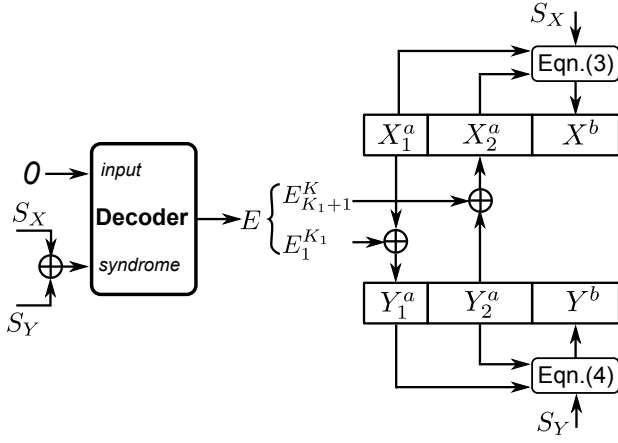 S_X
Eqn.(3)
X_1^a X_2^a X^b
0 input
Decoder
S_X
syndrome
S_Y
E { E_{K_1+1}^K
E_1^{K_1}
Y_1^a Y_2^a Y^b
Eqn.(4)
S_Y